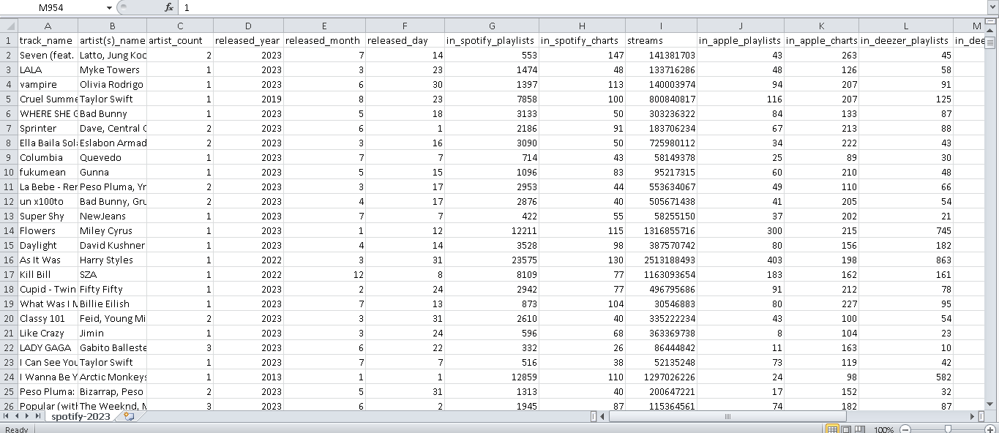 M954 fx 1
A B C D E F G H I J K L M
1 track_name artist(s)_name artist_count released_year released_month released_day in_spotify_playlists in_spotify_charts streams in_apple_playlists in_apple_charts in_deezer_playlists in_dee
2 Seven (feat. Latto, Jung Koo 2 2023 7 14 553 147 141381703 43 263 45
3 LALA Myke Towers 1 2023 3 23 1474 48 133716286 48 126 58
4 vampire Olivia Rodrigo 1 2023 6 30 1397 113 140003974 94 207 91
5 Cruel Summe Taylor Swift 1 2019 8 23 7858 100 800840817 116 207 125
6 WHERE SHE G Bad Bunny 1 2023 5 18 3133 50 303236322 84 133 87
7 Sprinter Dave, Central C 2 2023 6 1 2186 91 183706234 67 213 88
8 Ella Baila Sola Eslabon Armad 2 2023 3 16 3090 50 725980112 34 222 43
9 Columbia Quevedo 1 2023 7 7 714 43 58149378 25 89 30
10 fukumean Gunna 1 2023 5 15 1096 83 95217315 60 210 48
11 La Bebe - Rem Peso Pluma, Yn 2 2023 3 17 2953 44 553634067 49 110 66
12 un x100to Bad Bunny, Gru 2 2023 4 17 2876 40 505671438 41 205 54
13 Super Shy NewJeans 1 2023 7 7 422 55 58255150 37 202 21
14 Flowers Miley Cyrus 1 2023 1 12 12211 115 1316855716 300 215 745
15 Daylight David Kushner 1 2023 4 14 3528 98 387570742 80 156 182
16 As It Was Harry Styles 1 2022 3 31 23575 130 2513188493 403 198 863
17 Kill Bill SZA 1 2022 12 8 8109 77 1163093654 183 162 161
18 Cupid - Twin Fifty Fifty 1 2023 2 24 2942 77 496795686 91 212 78
19 What Was I M Billie Eilish 1 2023 7 13 873 104 30546883 80 227 95
20 Classy 101 Feid, Young Mi 2 2023 3 31 2610 40 335222234 43 100 54
21 Like Crazy Jimin 1 2023 3 24 596 68 363369738 8 104 23
22 LADY GAGA Gabito Balleste 3 2023 6 22 332 26 86444842 11 163 10
23 I Can See You Taylor Swift 1 2023 7 7 516 38 52135248 73 119 42
24 I Wanna Be Y Arctic Monkeys 1 2013 1 1 12859 110 1297026226 24 98 582
25 Peso Pluma: Bizarrap, Peso 2 2023 5 31 1313 40 200647221 17 152 32
26 Popular (with The Weeknd, M 3 2023 6 2 1945 87 115364561 74 182 87
spotify-2023
Ready 100%